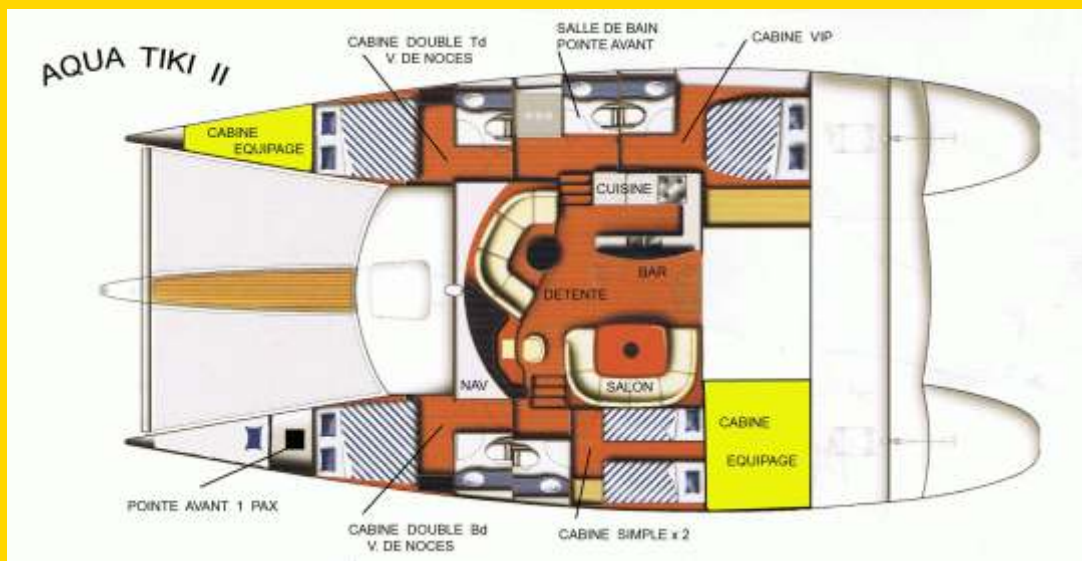 AQUA TIKI II
CABINE DOUBLE Td
V. DE NOCES
SALLE DE BAIN
POINTE AVANT
CABINE VIP
CABINE
EQUIPAGE
CUISINE
BAR
DETENTE
NAV
SALON
CABINE
EQUIPAGE
POINTE AVANT 1 PAX
CABINE DOUBLE Bd
V. DE NOCES
CABINE SIMPLE x 2